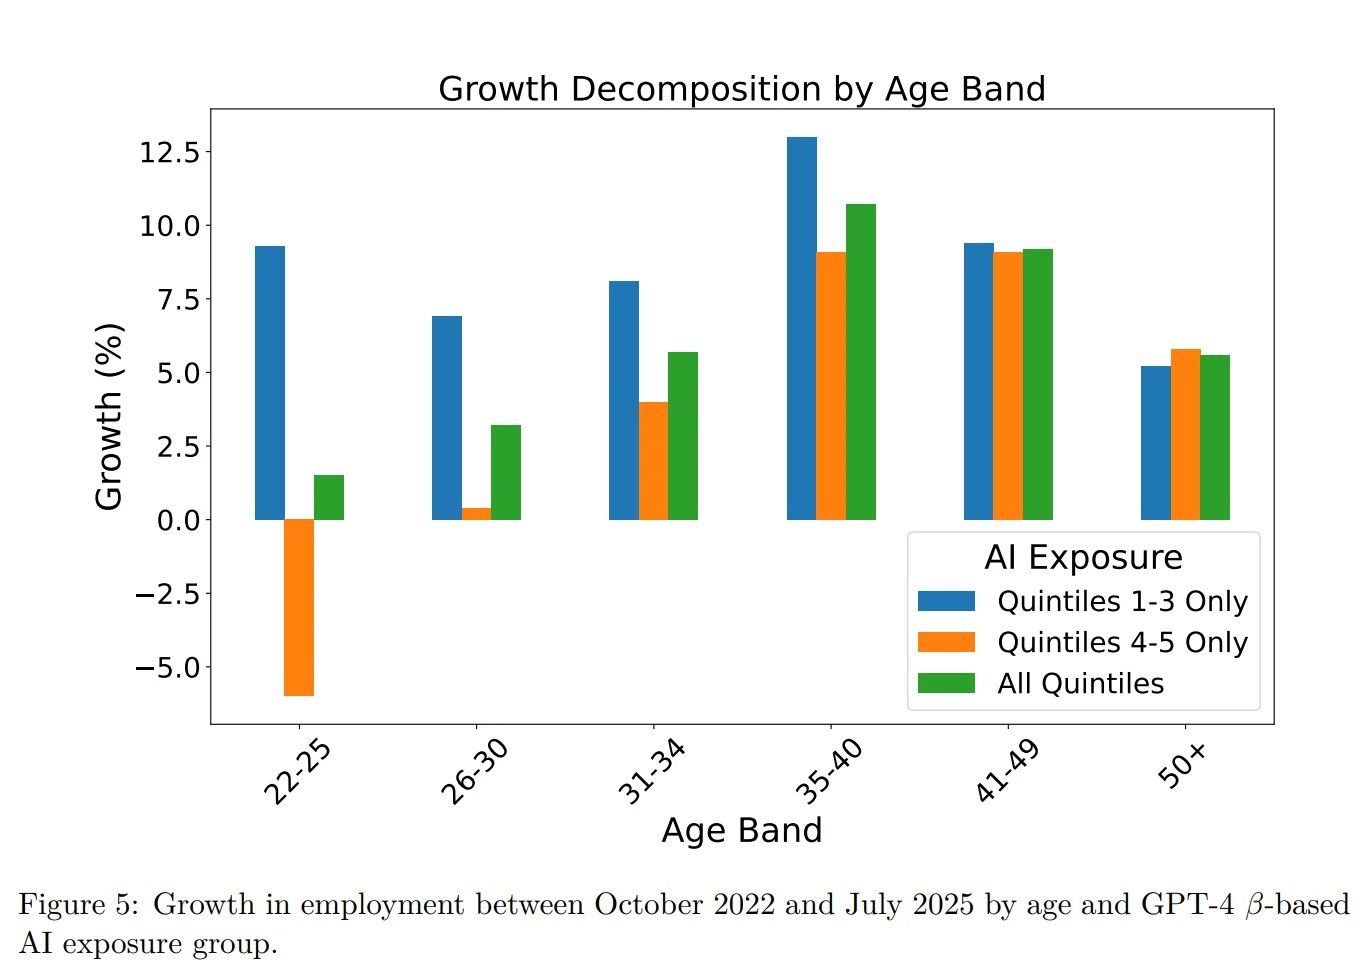 Growth Decomposition by Age Band
Growth (%)
12.5
10.0
7.5
5.0
2.5
0.0
−2.5
−5.0
22-25
26-30
31-34
35-40
41-49
50+
Age Band
AI Exposure
Quintiles 1-3 Only
Quintiles 4-5 Only
All Quintiles
Figure 5: Growth in employment between October 2022 and July 2025 by age and GPT-4 β-based
AI exposure group.